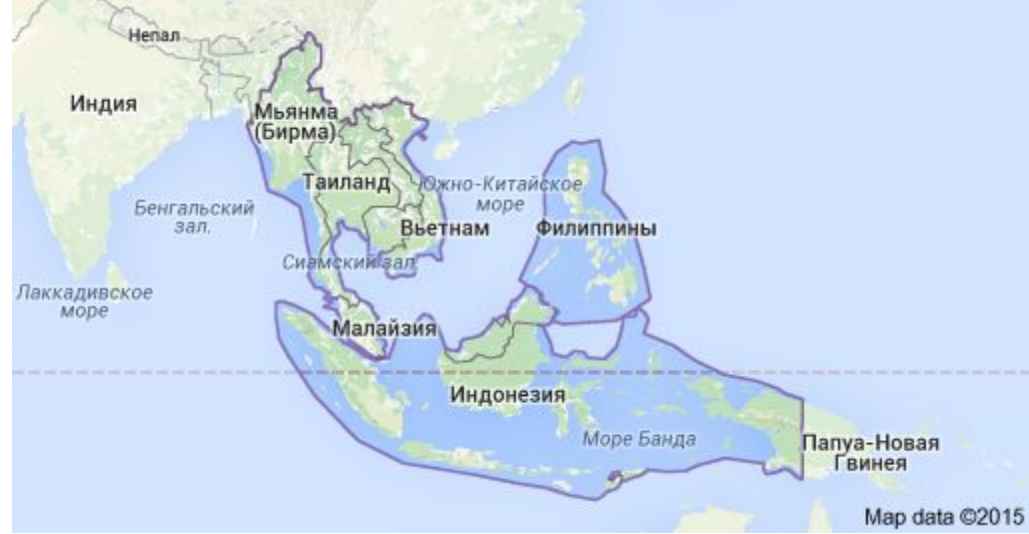 Непал
Индия
Мьянма
(Бирма)
Таиланд
Южно-Китайское
море
Бенгальский
зал.
Вьетнам
Филиппины
Сиамский зал.
Лаккадивское
море
Малайзия
Индонезия
Море Банда
Папуа-Новая
Гвинея
Map data ©2015